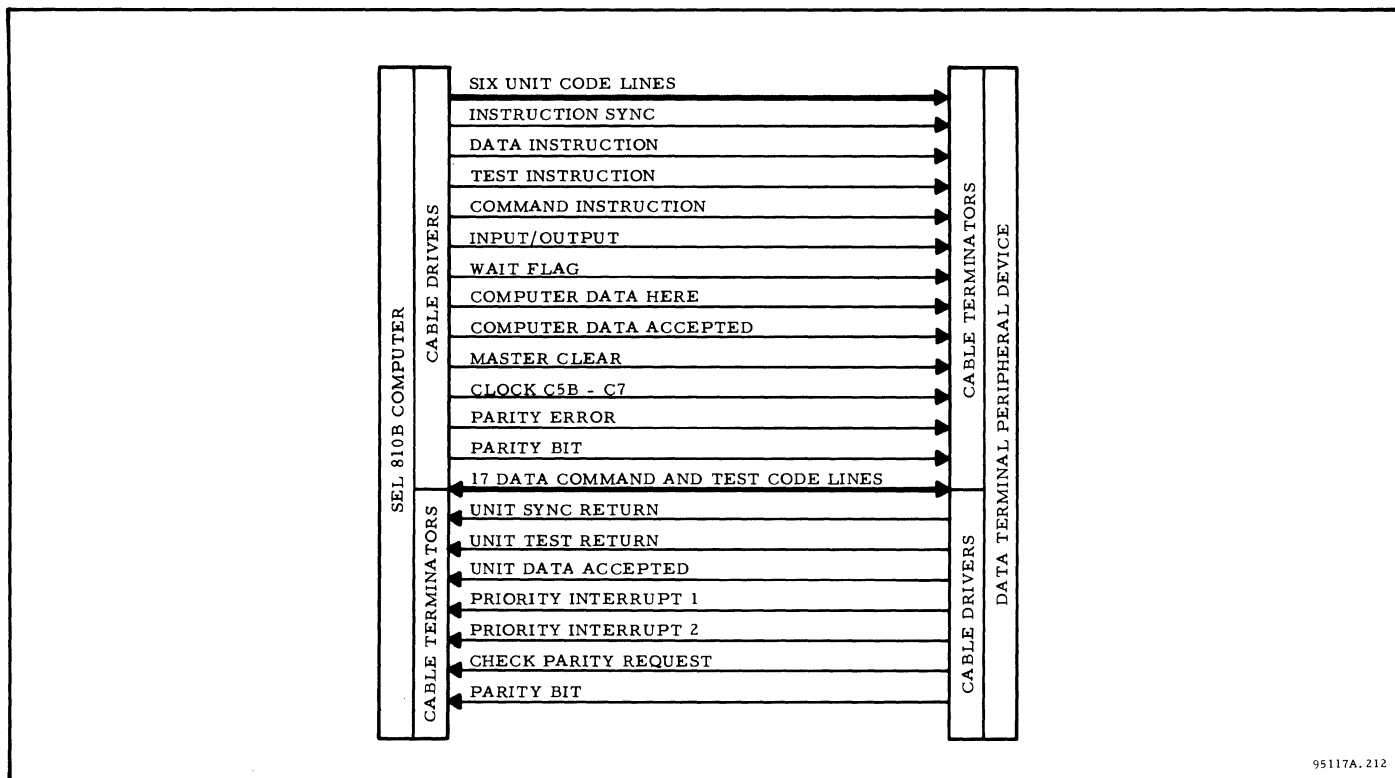 SEL 810B COMPUTER
CABLE DRIVERS
CABLE TERMINATORS
SIX UNIT CODE LINES
INSTRUCTION SYNC
DATA INSTRUCTION
TEST INSTRUCTION
COMMAND INSTRUCTION
INPUT/OUTPUT
WAIT FLAG
COMPUTER DATA HERE
COMPUTER DATA ACCEPTED
MASTER CLEAR
CLOCK C5B - C7
PARITY ERROR
PARITY BIT
17 DATA COMMAND AND TEST CODE LINES
UNIT SYNC RETURN
UNIT TEST RETURN
UNIT DATA ACCEPTED
PRIORITY INTERRUPT 1
PRIORITY INTERRUPT 2
CHECK PARITY REQUEST
PARITY BIT
CABLE TERMINATORS
CABLE DRIVERS
DATA TERMINAL PERIPHERAL DEVICE
95117A.212